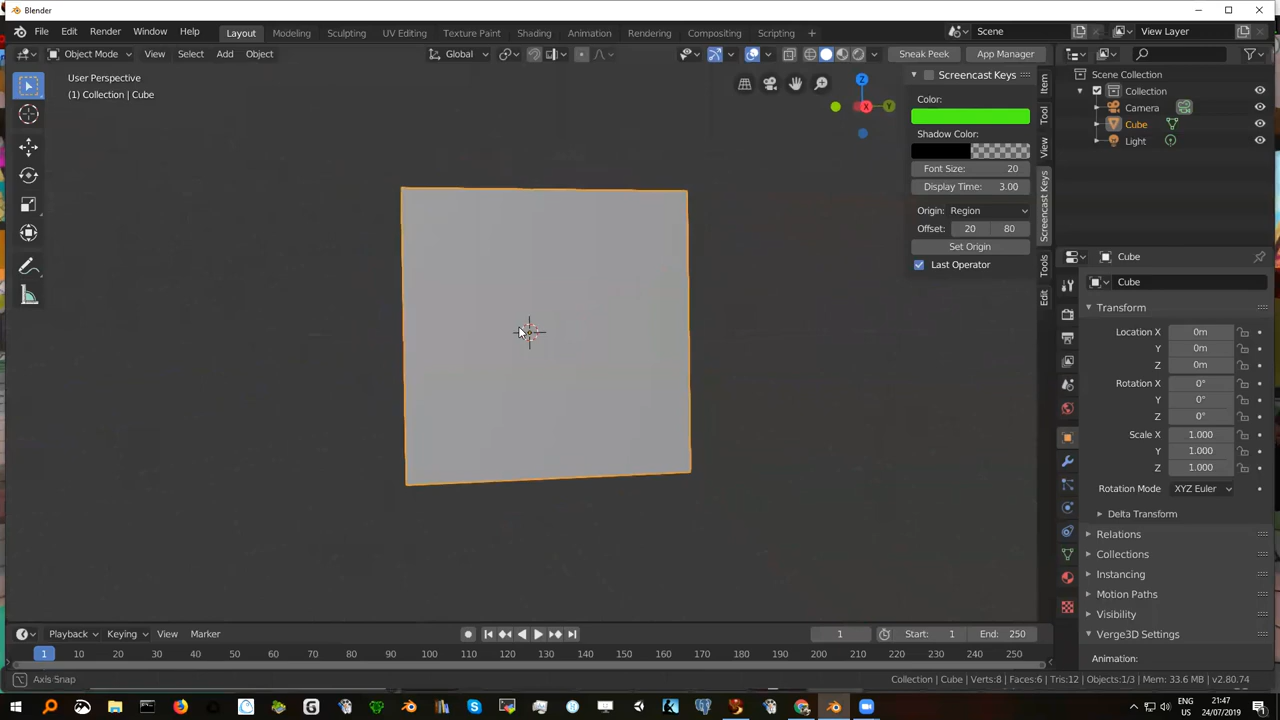 Blender
File Edit Render Window Help
Layout Modeling Sculpting UV Editing Texture Paint Shading Animation Rendering Compositing Scripting +
Scene
View Layer
Object Mode View Select Add Object
Global
Sneak Peek App Manager
User Perspective
(1) Collection | Cube
Z
Y
X
Screencast Keys
Color:
Shadow Color:
Font Size: 20
Display Time: 3.00
Origin: Region
Offset: 20 80
Set Origin
Last Operator
Item
Tool
View
Screencast Keys
Tools
Edit
Scene Collection
Collection
Camera
Cube
Light
Cube
Cube
Transform
Location X 0m
Y 0m
Z 0m
Rotation X 0°
Y 0°
Z 0°
Scale X 1.000
Y 1.000
Z 1.000
Rotation Mode XYZ Euler
Delta Transform
Relations
Collections
Instancing
Motion Paths
Visibility
Verge3D Settings
Animation:
Playback Keying View Marker
1
Start: 1 End: 250
1 10 20 30 40 50 60 70 80 90 100 110 120 130 140 150 160 170 180 190 200 210 220 230 240 250
Axis Snap
Collection | Cube | Verts:8 | Faces:6 | Tris:12 | Objects:1/3 | Mem: 33.6 MB | v2.80.74
ENG
US
21:47
24/07/2019